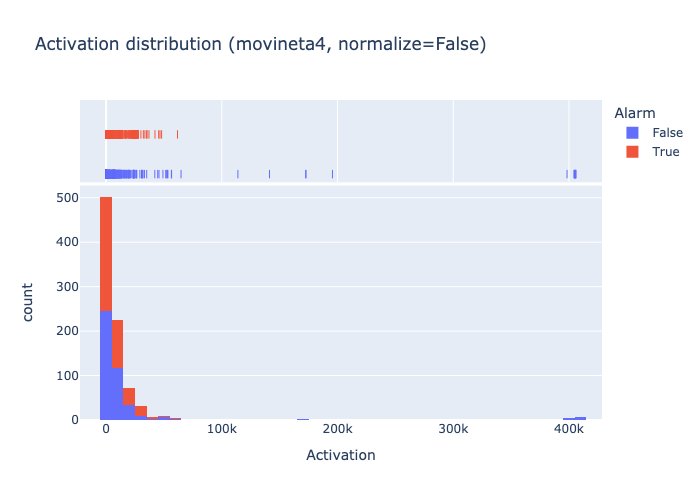 Activation distribution (movineta4, normalize=False)
Alarm
False
True
500
400
300
200
100
0
count
0 100k 200k 300k 400k
Activation